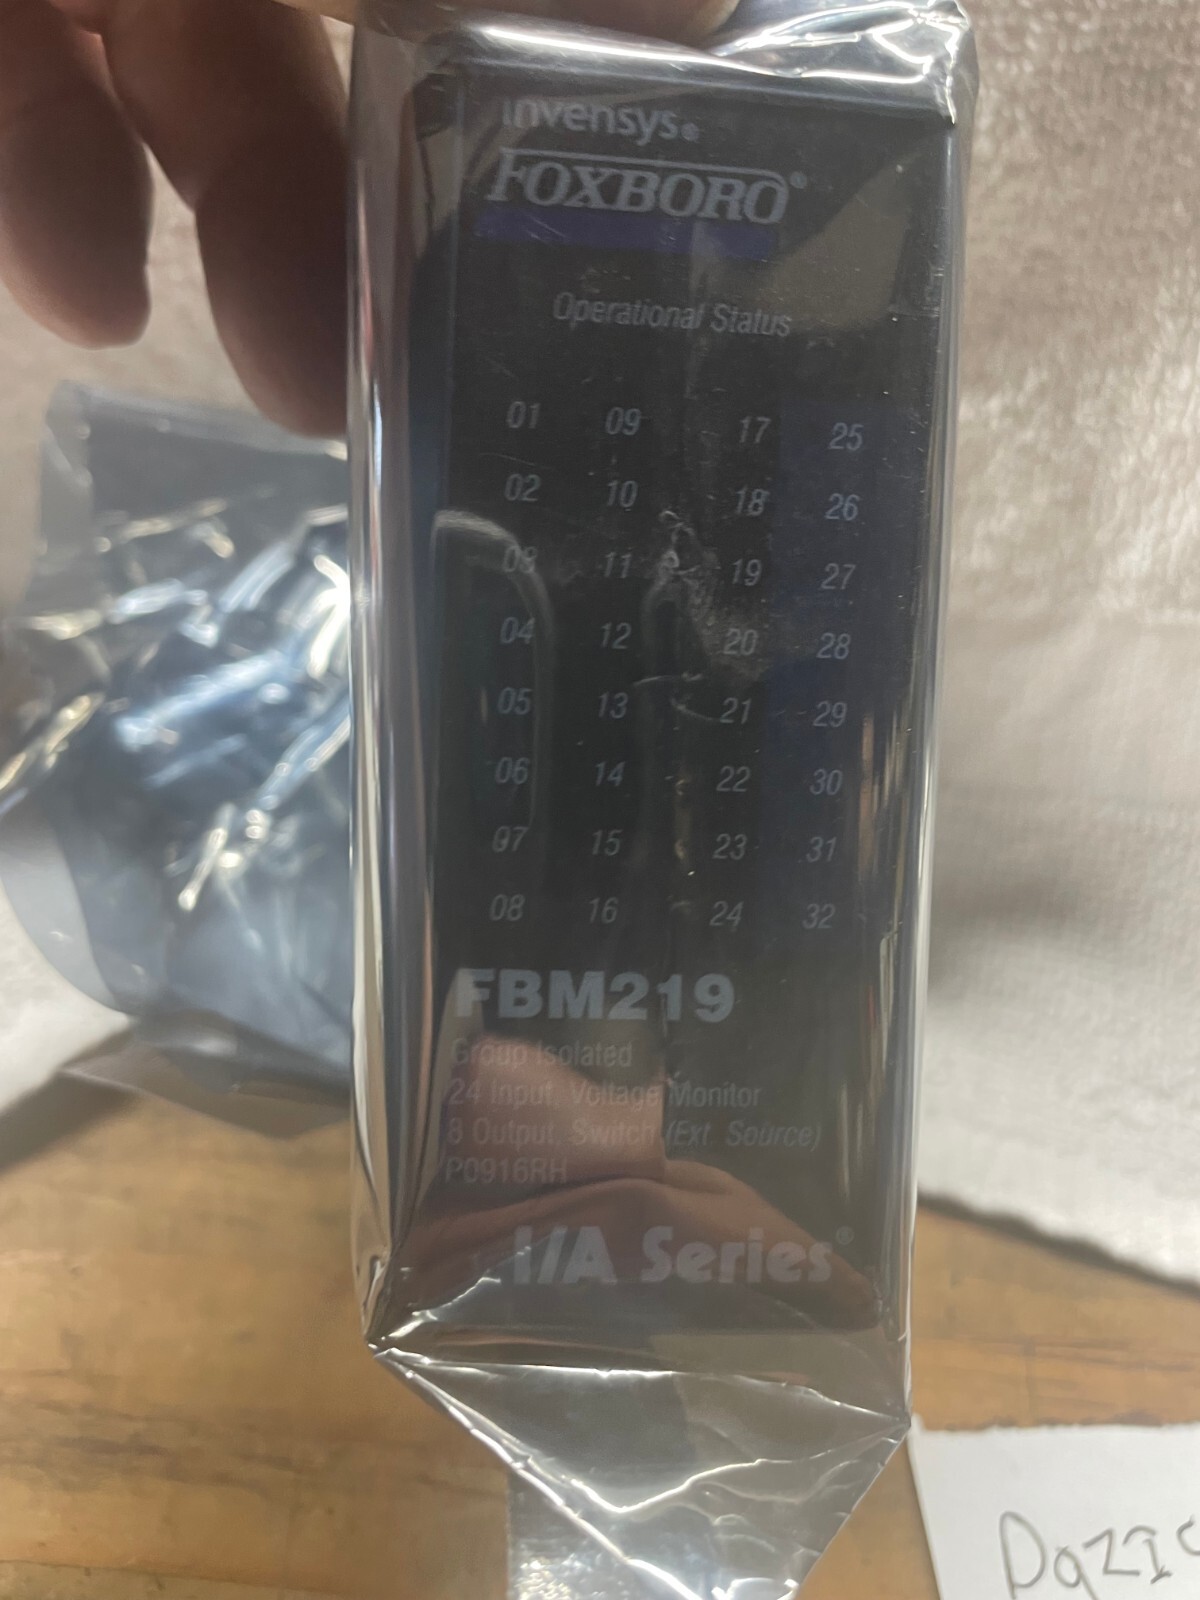 invensys®
FOXBORO®
Operational Status
01 09 17 25
02 10 18 26
03 11 19 27
04 12 20 28
05 13 21 29
06 14 22 30
07 15 23 31
08 16 24 32
FBM219
Group Isolated
24 Input, Voltage Monitor
8 Output, Switch (Ext. Source)
P0916RH
I/A Series®